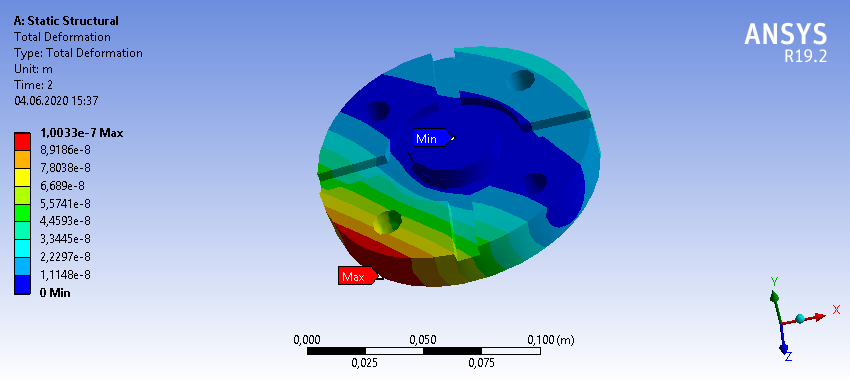 A: Static Structural
Total Deformation
Type: Total Deformation
Unit: m
Time: 2
04.06.2020 15:37
1,0033e-7 Max
8,9186e-8
7,8038e-8
6,689e-8
5,5741e-8
4,4593e-8
3,3445e-8
2,2297e-8
1,1148e-8
0 Min
ANSYS
R19.2
Min
Max
0,000 0,050 0,100 (m)
0,025 0,075
Y
X
Z